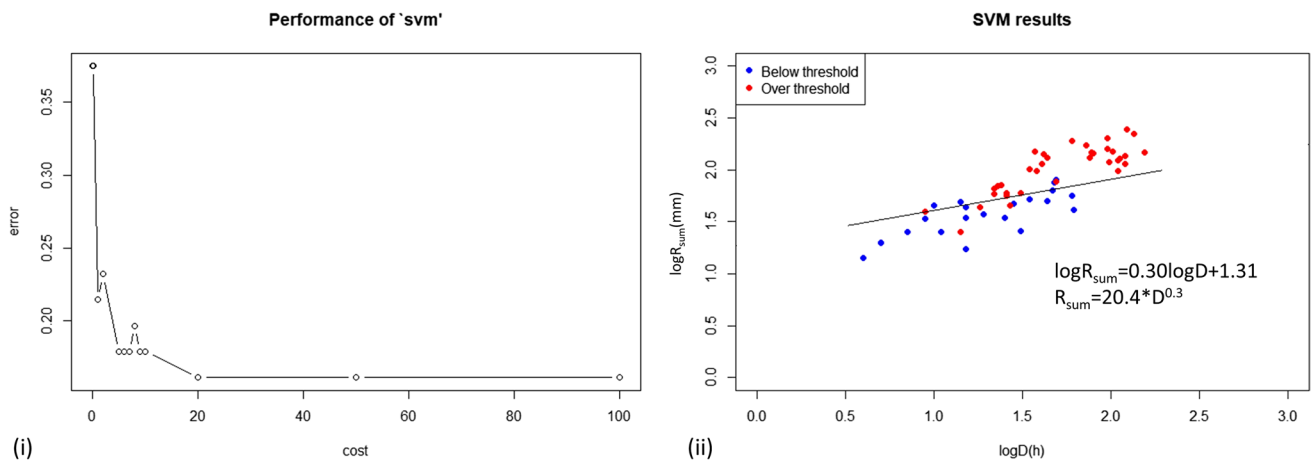 Performance of `svm'
error
0.35
0.30
0.25
0.20
0 20 40 60 80 100
cost
(i)
SVM results
Below threshold
Over threshold
logRsum(mm)
3.0
2.5
2.0
1.5
1.0
0.5
0.0
logRsum=0.30logD+1.31
Rsum=20.4*D0.3
0.0 0.5 1.0 1.5 2.0 2.5 3.0
logD(h)
(ii)